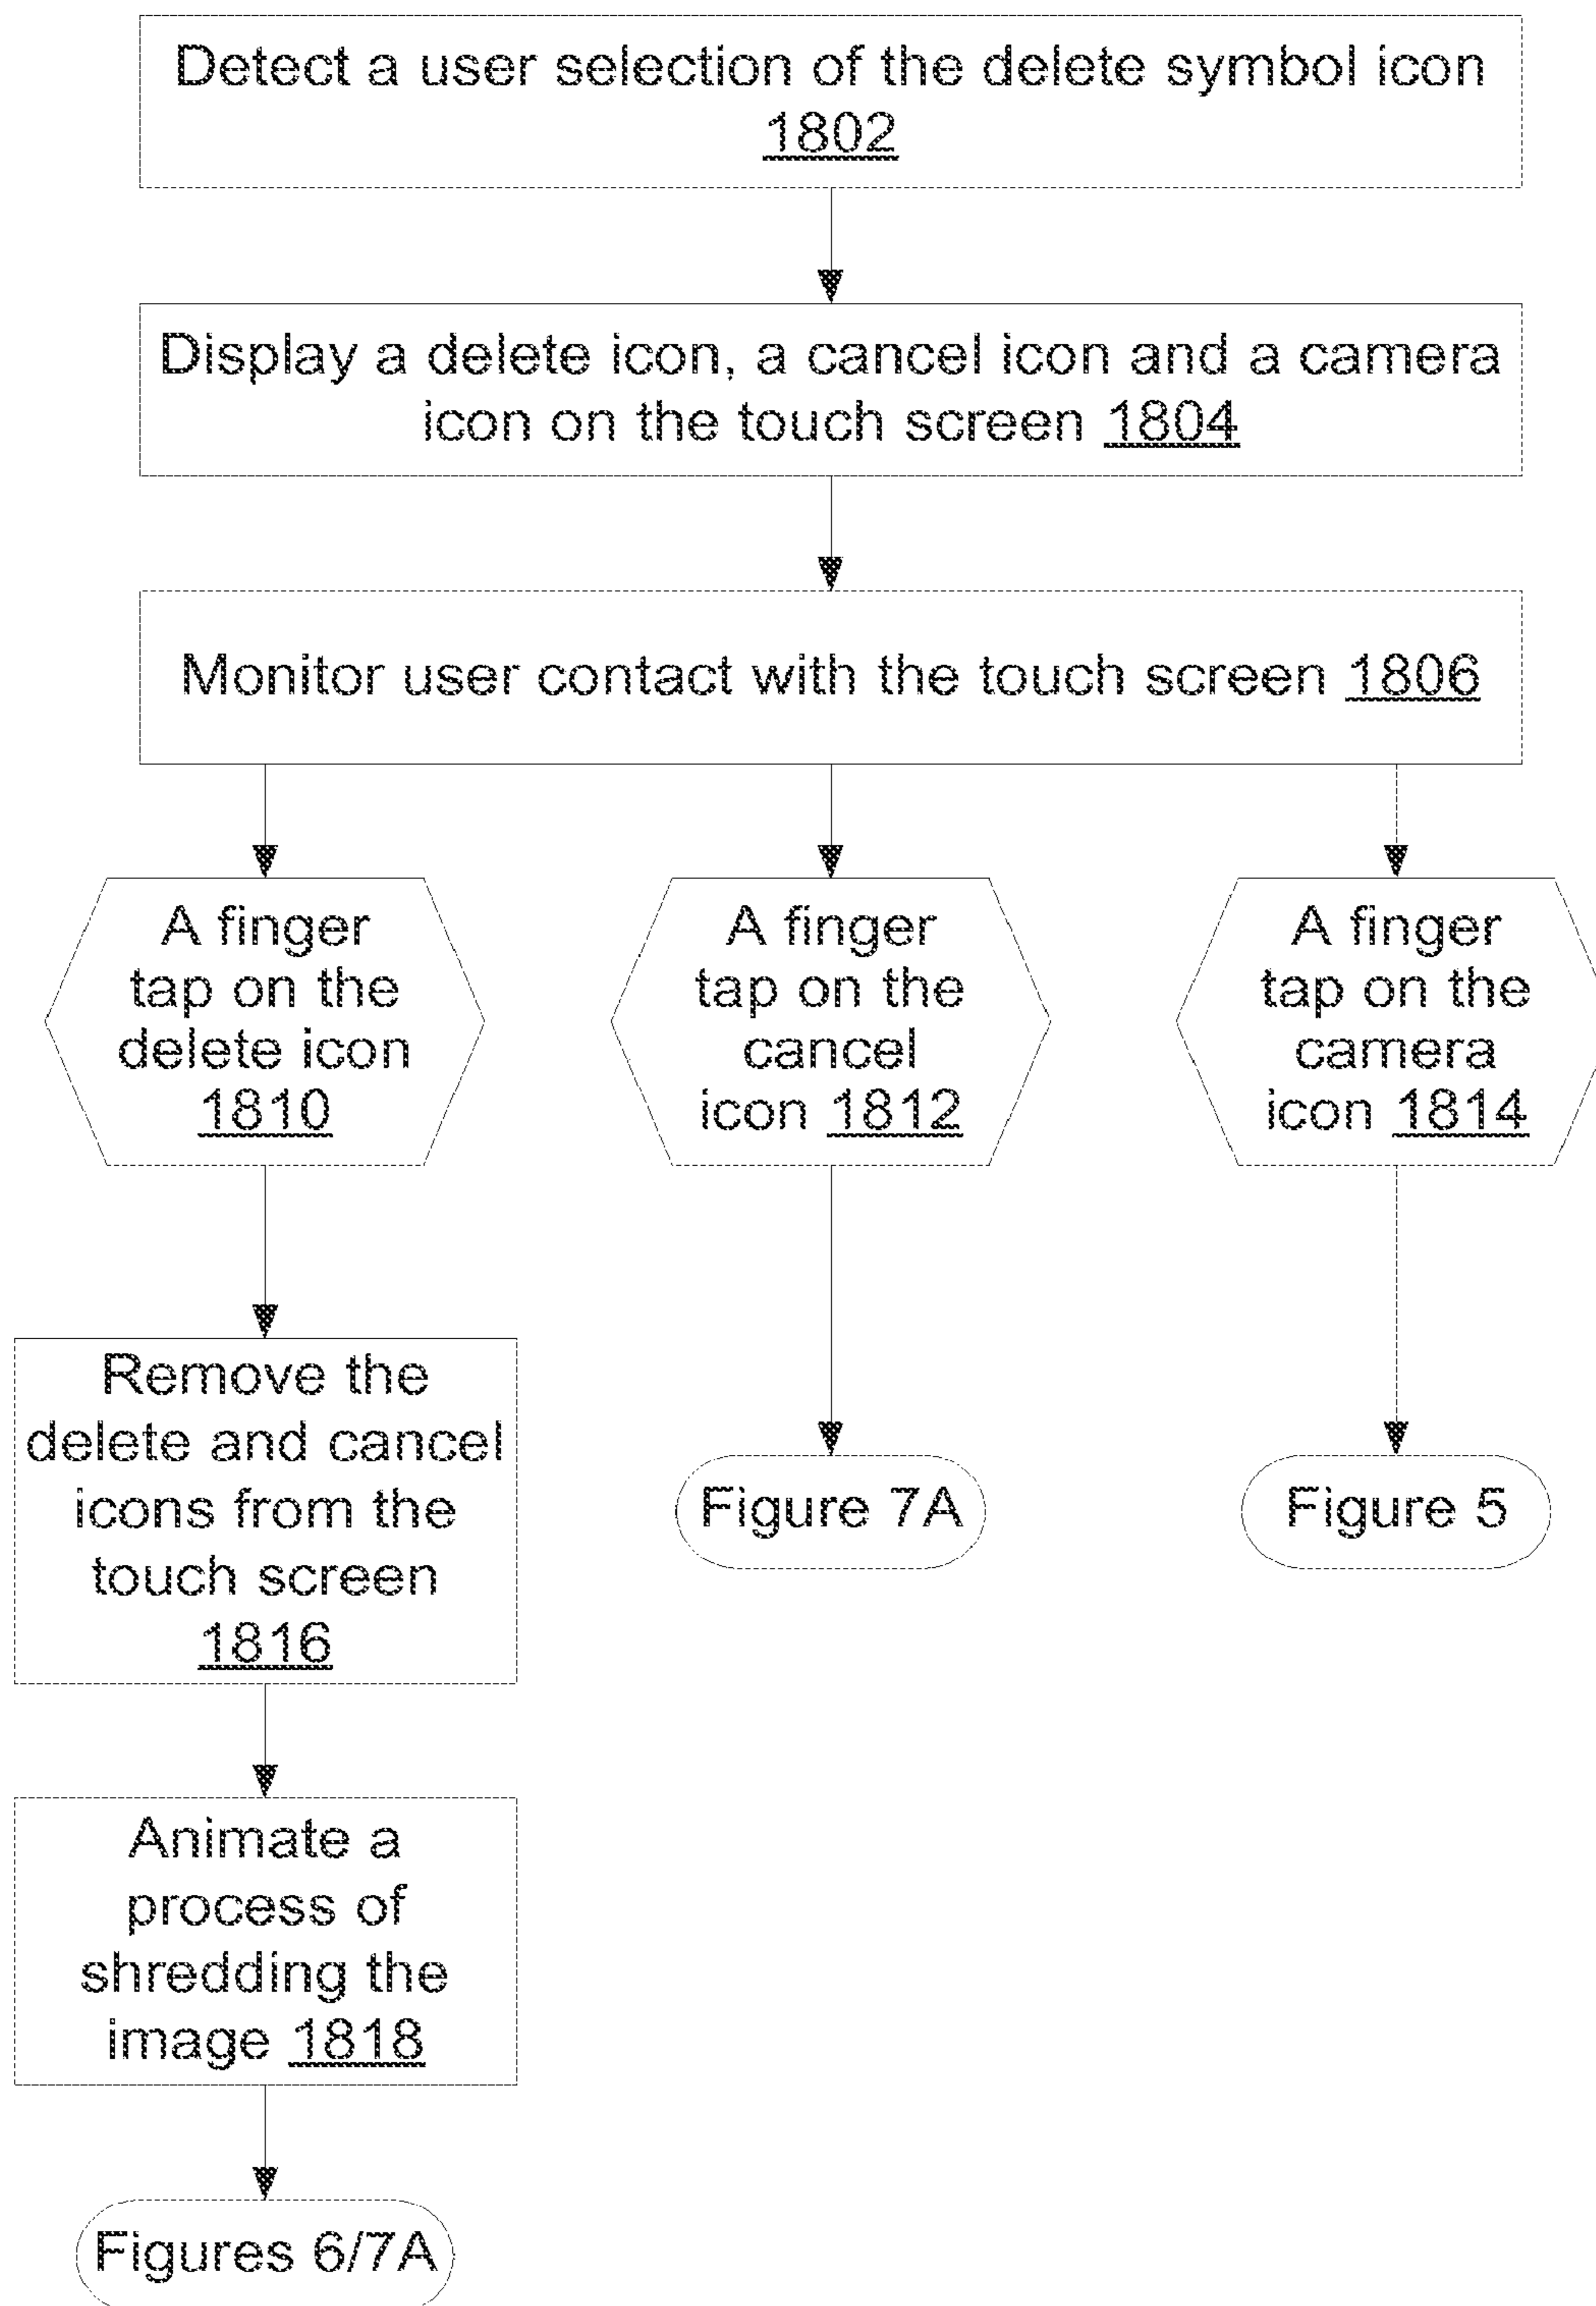 Detect a user selection of the delete symbol icon
1802
Display a delete icon, a cancel icon and a camera
icon on the touch screen 1804
Monitor user contact with the touch screen 1806
A finger
tap on the
delete icon
1810
A finger
tap on the
cancel
icon 1812
A finger
tap on the
camera
icon 1814
Remove the
delete and cancel
icons from the
touch screen
1816
Figure 7A
Figure 5
Animate a
process of
shredding the
image 1818
Figures 6/7A